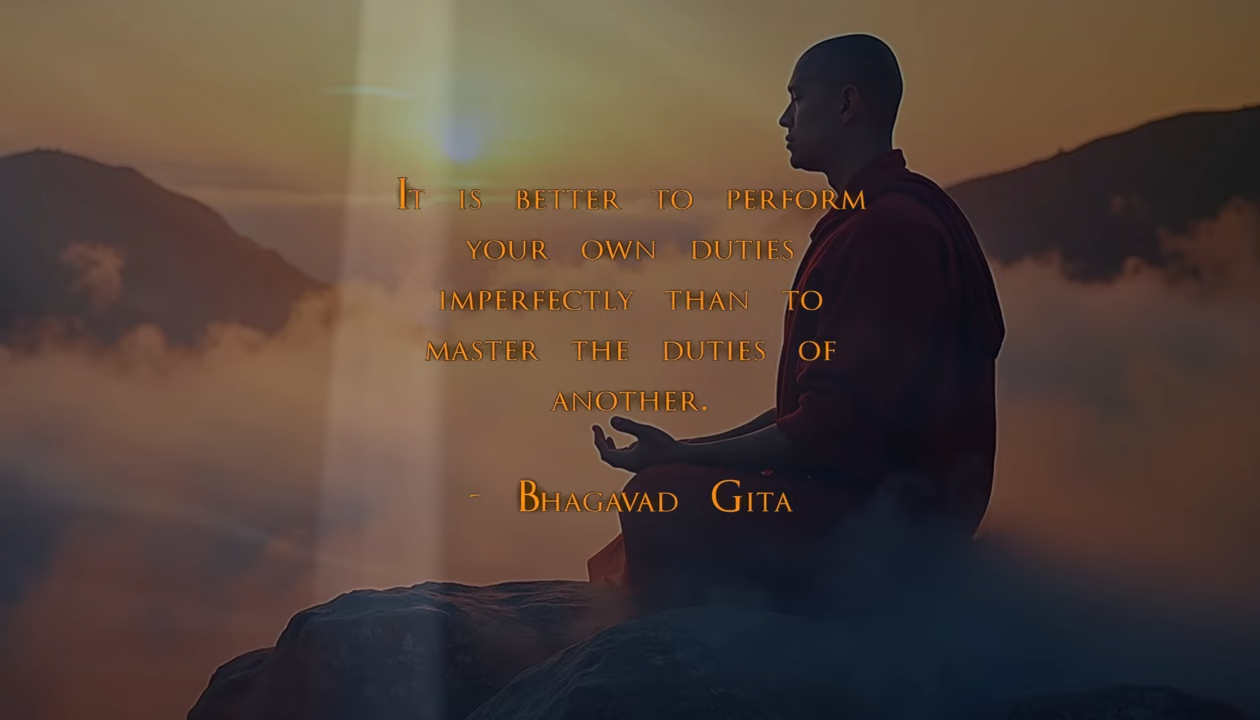 It is better to perform
your own duties
imperfectly than to
master the duties of
another.
- Bhagavad Gita